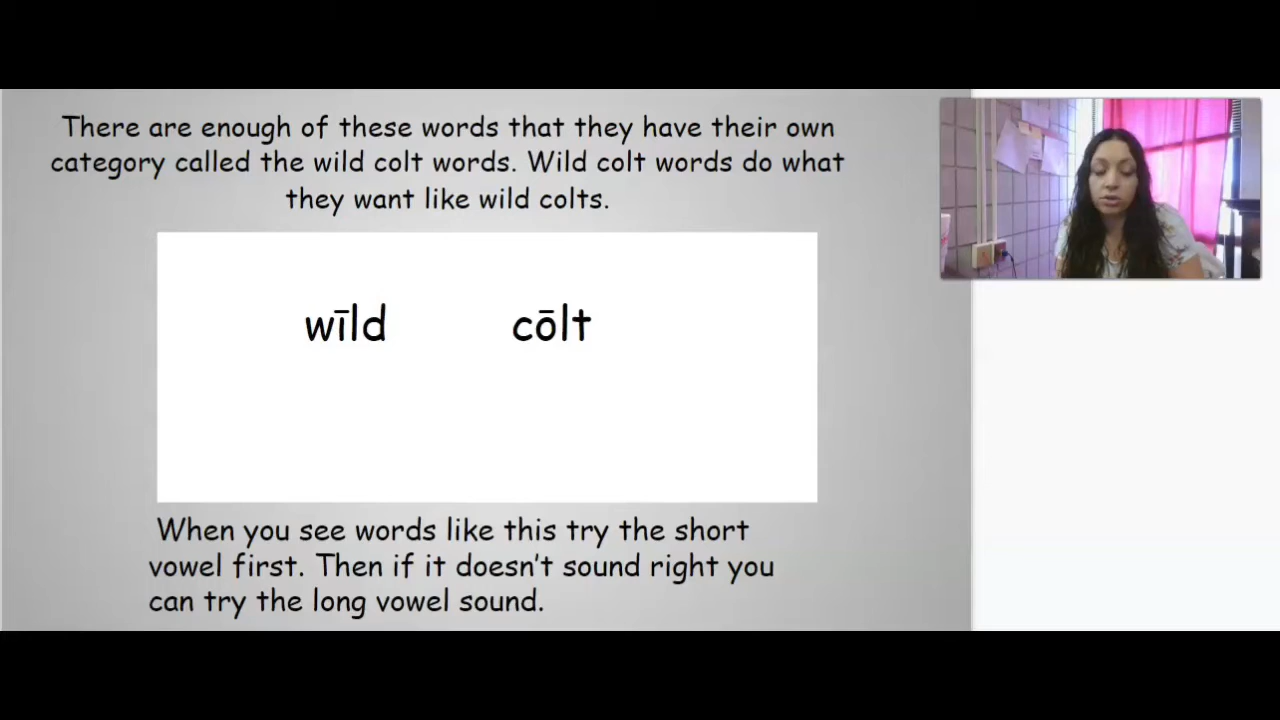 There are enough of these words that they have their own
category called the wild colt words. Wild colt words do what
they want like wild colts.
wīld cōlt
When you see words like this try the short
vowel first. Then if it doesn't sound right you
can try the long vowel sound.